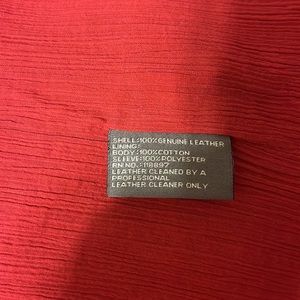 SHELL:100%GENUINE LEATHER
LINING:
BODY:100%COTTON
SLEEVE:100%POLYESTER
RN NO.:118897
LEATHER CLEANED BY A
PROFESSIONAL
LEATHER CLEANER ONLY